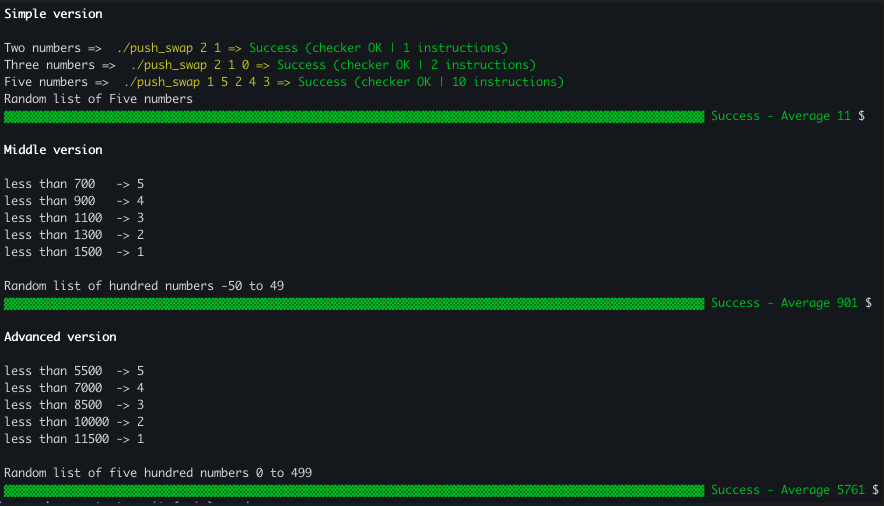 Simple version
Two numbers =>  ./push_swap 2 1 => Success (checker OK | 1 instructions)
Three numbers =>  ./push_swap 2 1 0 => Success (checker OK | 2 instructions)
Five numbers =>  ./push_swap 1 5 2 4 3 => Success (checker OK | 10 instructions)
Random list of Five numbers
Success - Average 11 $
Middle version
less than 700   -> 5
less than 900   -> 4
less than 1100  -> 3
less than 1300  -> 2
less than 1500  -> 1
Random list of hundred numbers -50 to 49
Success - Average 901 $
Advanced version
less than 5500  -> 5
less than 7000  -> 4
less than 8500  -> 3
less than 10000 -> 2
less than 11500 -> 1
Random list of five hundred numbers 0 to 499
Success - Average 5761 $